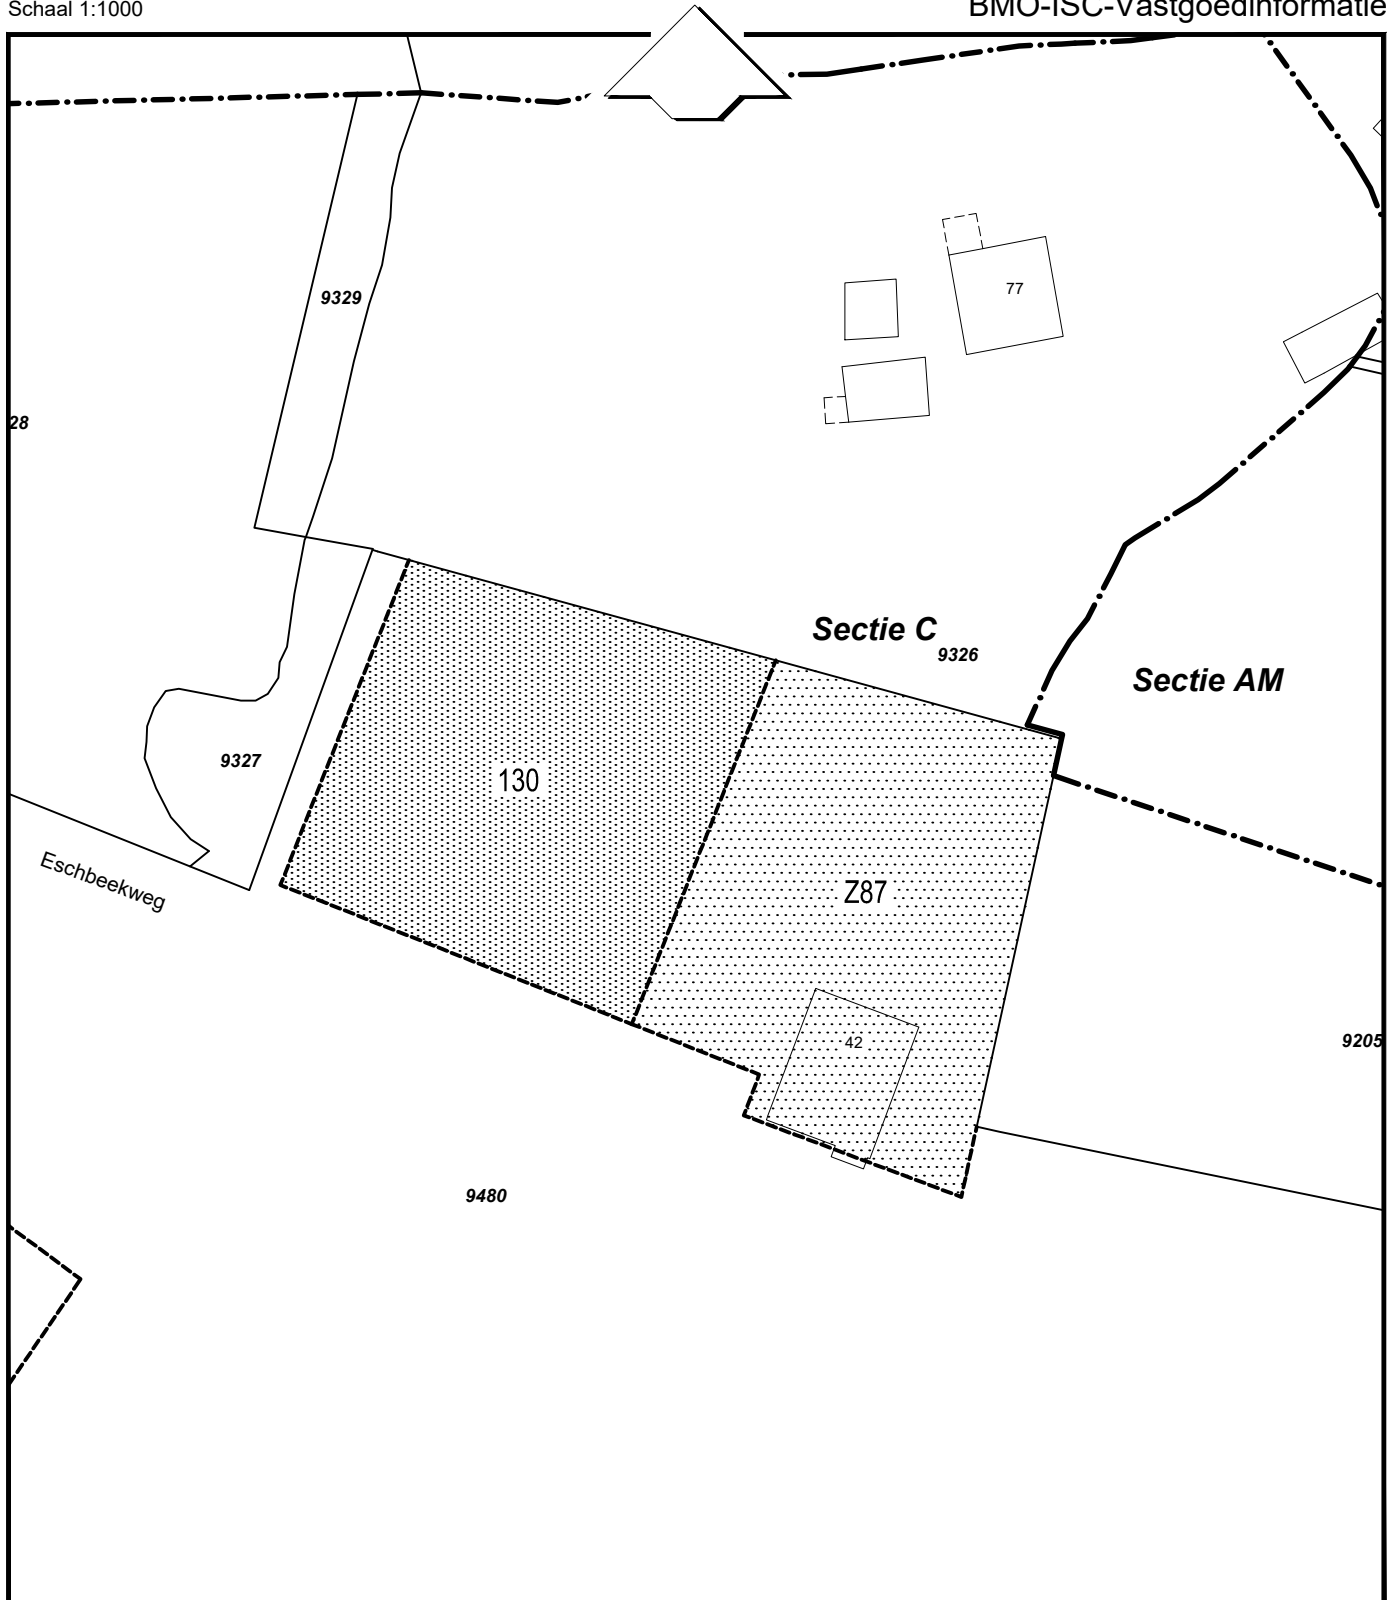 Schaal 1:1000
BMO-ISC-Vastgoedinformatie
77
9329
28
Sectie C
9326
Sectie AM
9327
130
Eschbeekweg
Z87
42
9205
9480